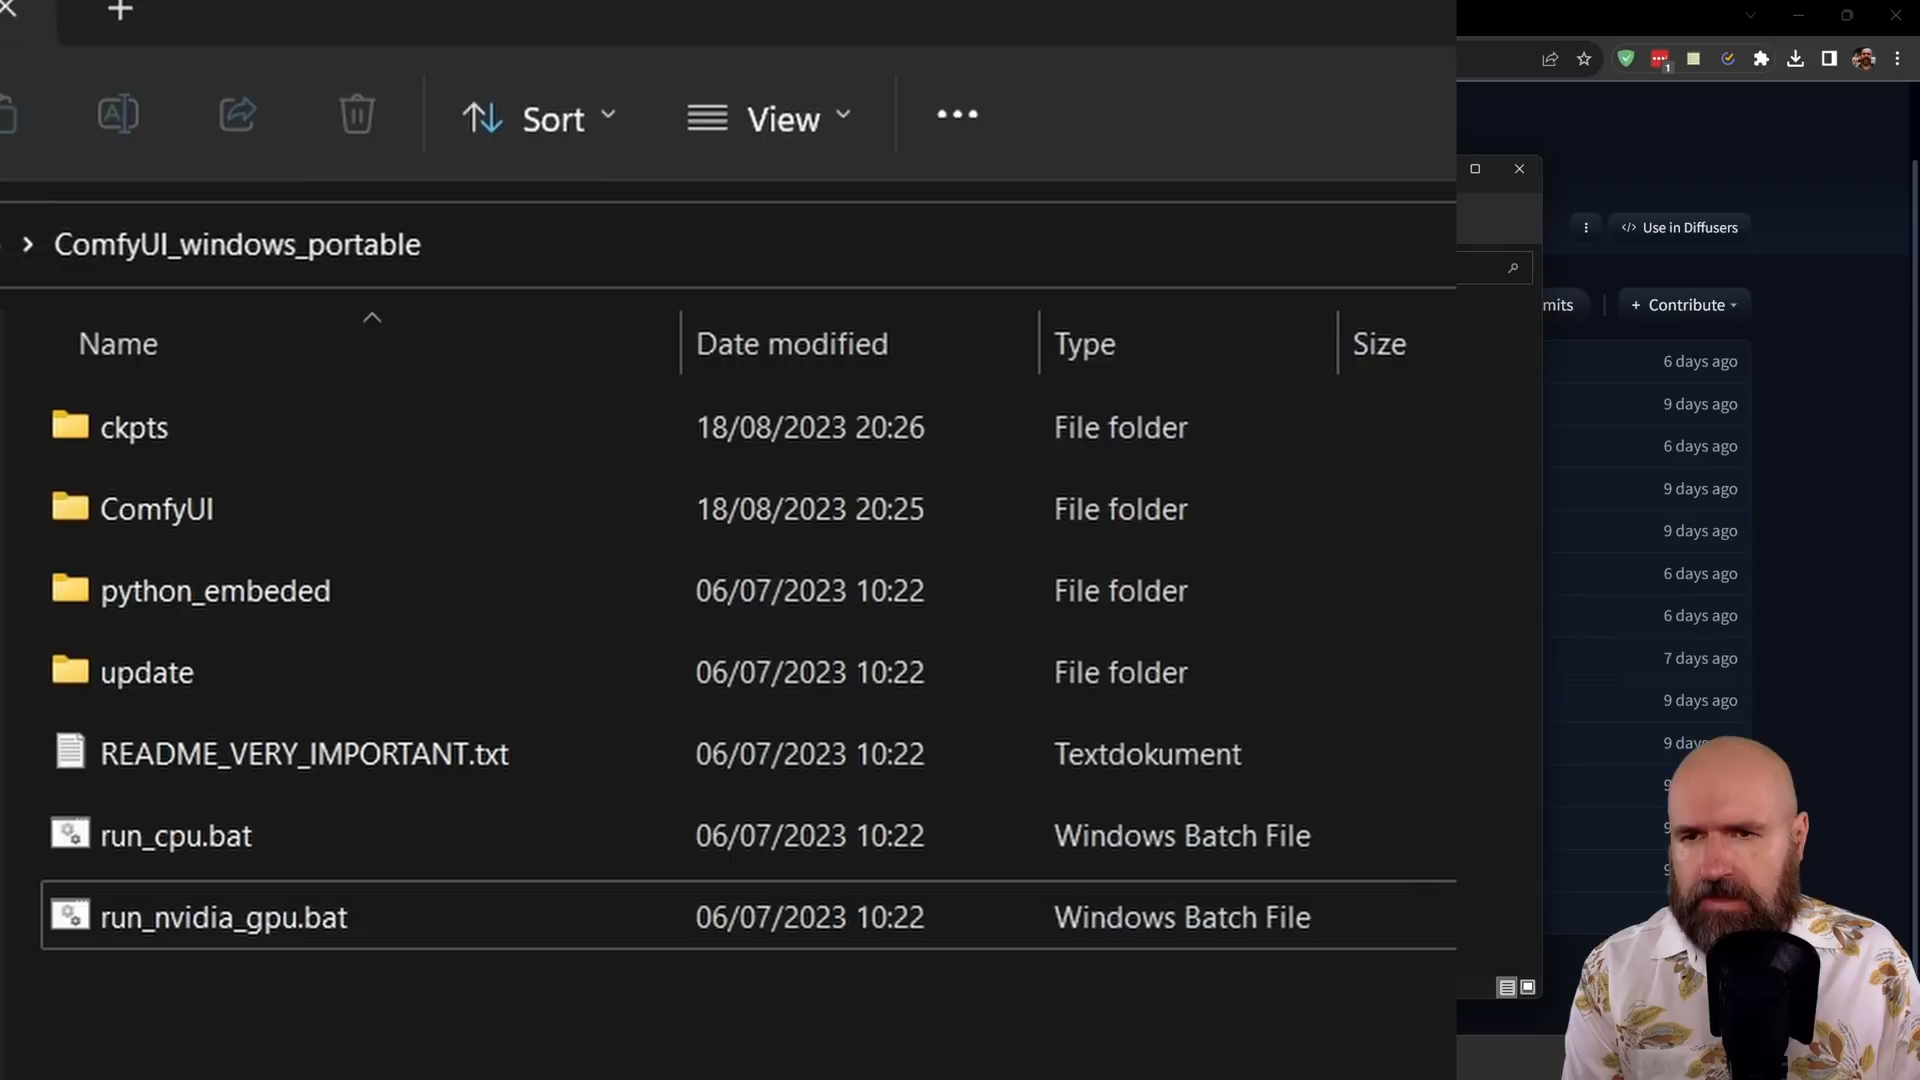 Sort
View
ComfyUI_windows_portable
Name
Date modified
Type
Size
ckpts
18/08/2023 20:26
File folder
ComfyUI
18/08/2023 20:25
File folder
python_embeded
06/07/2023 10:22
File folder
update
06/07/2023 10:22
File folder
README_VERY_IMPORTANT.txt
06/07/2023 10:22
Textdokument
run_cpu.bat
06/07/2023 10:22
Windows Batch File
run_nvidia_gpu.bat
06/07/2023 10:22
Windows Batch File
1
</> Use in Diffusers
mits
+ Contribute
6 days ago
9 days ago
6 days ago
9 days ago
9 days ago
6 days ago
6 days ago
7 days ago
9 days ago
9 days